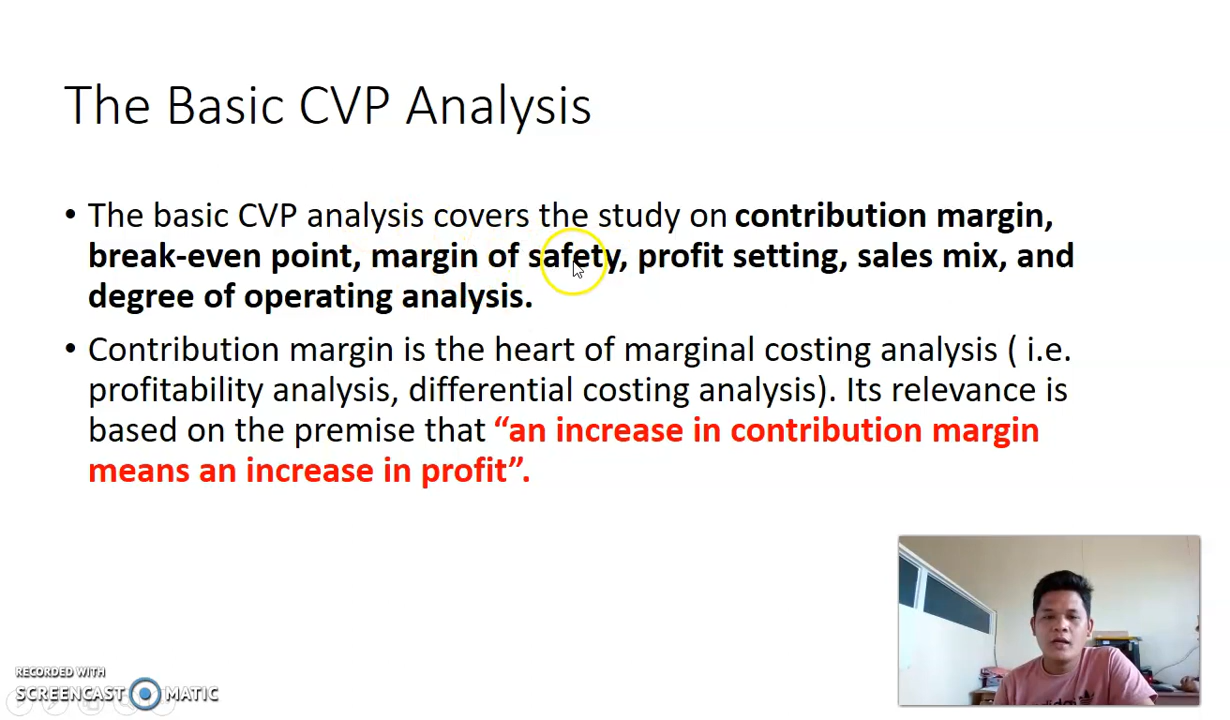 The Basic CVP Analysis
• The basic CVP analysis covers the study on contribution margin,
break-even point, margin of safety, profit setting, sales mix, and
degree of operating analysis.
• Contribution margin is the heart of marginal costing analysis ( i.e.
profitability analysis, differential costing analysis). Its relevance is
based on the premise that “an increase in contribution margin
means an increase in profit”.
RECORDED WITH
SCREENCAST MATIC
adidas